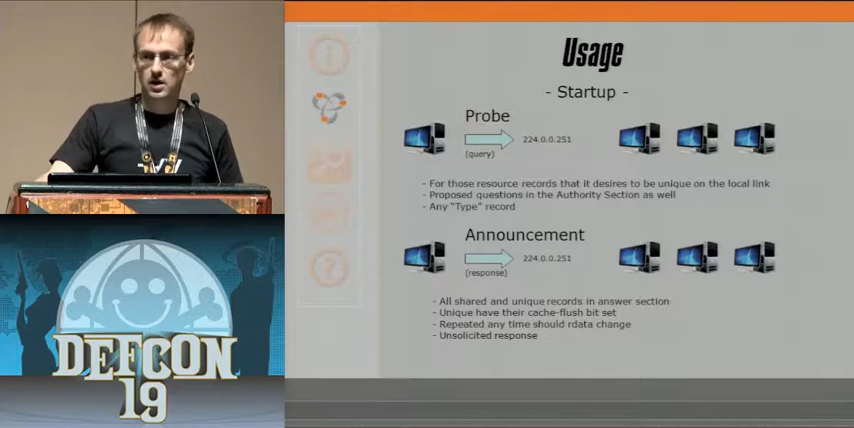 Usage
- Startup -
Probe
(query)
224.0.0.251
- For those resource records that it desires to be unique on the local link
- Proposed questions in the Authority Section as well
- Any "Type" record
Announcement
(response)
224.0.0.251
- All shared and unique records in answer section
- Unique have their cache-flush bit set
- Repeated any time should rdata change
- Unsolicited response
DEFCON
19